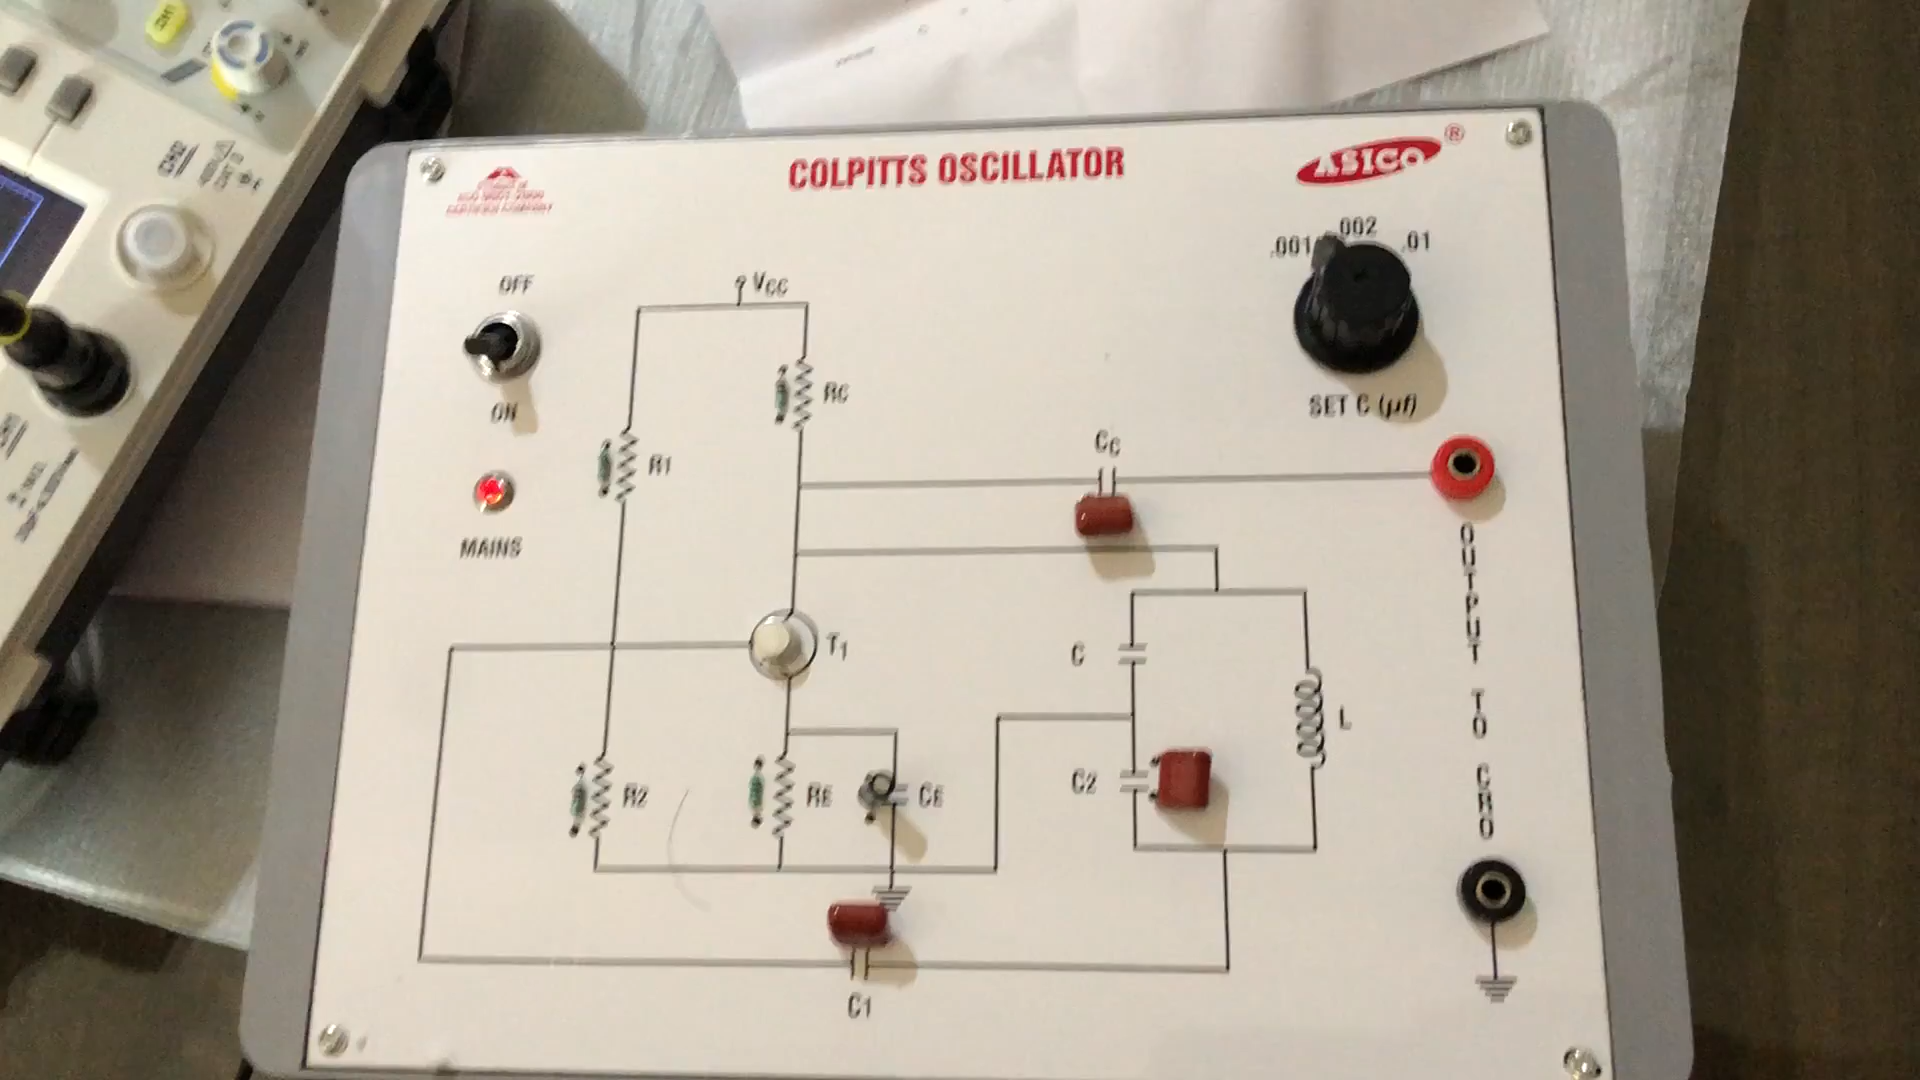 COLPITTS OSCILLATOR
ASICO ®
.001 .002 .01
SET C (µf)
OFF
ON
MAINS
VCC
RC
R1
CC
T1
C
L
R2
RE
CE
C2
C1
OUTPUT TO CRO
CH2